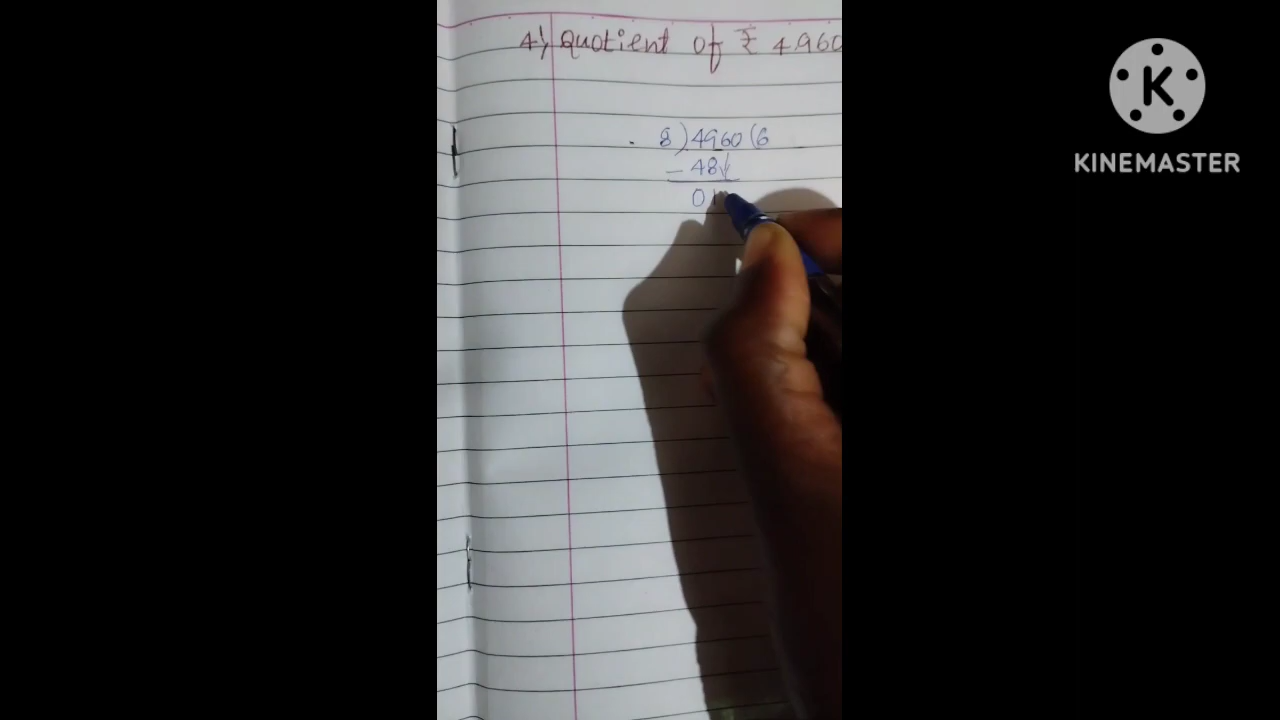 4) Quotient of ₹ 4960
8 ) 4960 ( 6
- 48↓
01
K
KINEMASTER